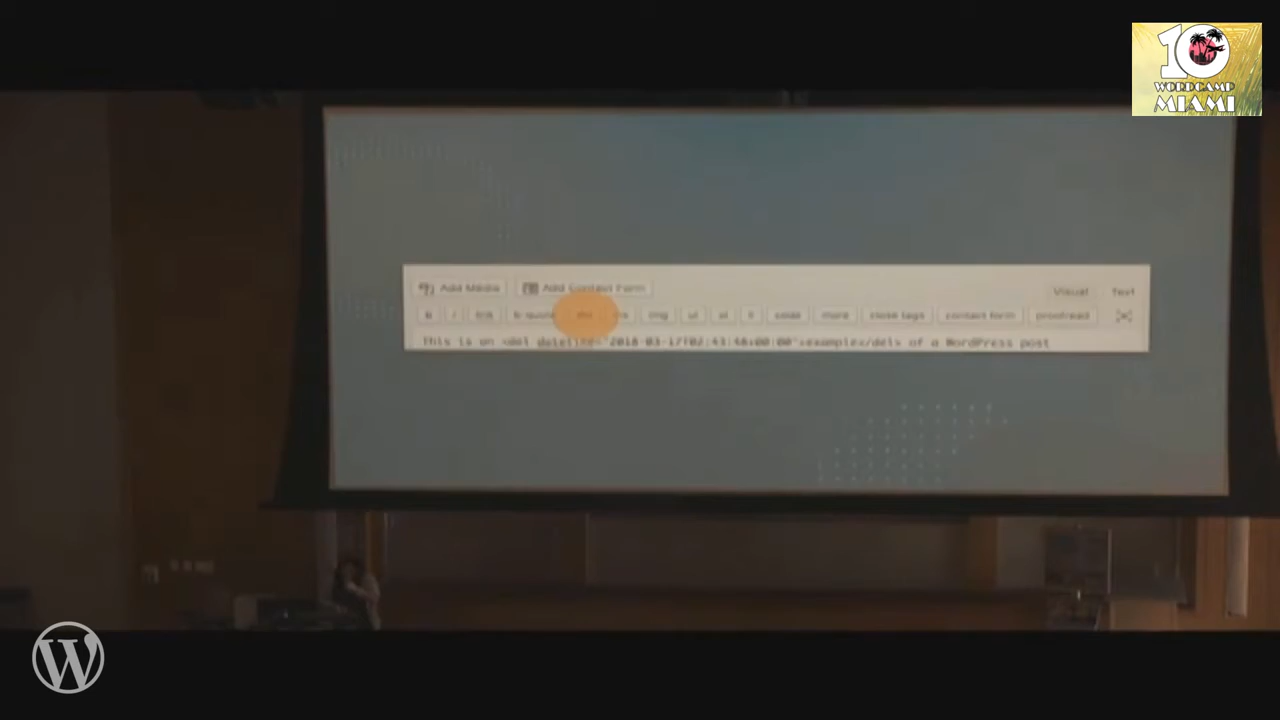 10
WORDCAMP
MIAMI
Add Media Add Contact Form
Visual Text
b i link b-quote del ins img ul ol li code more close tags contact form proofread
This is an <del datetime="2018-03-17T02:43:48+00:00">example</del> of a WordPress post
W